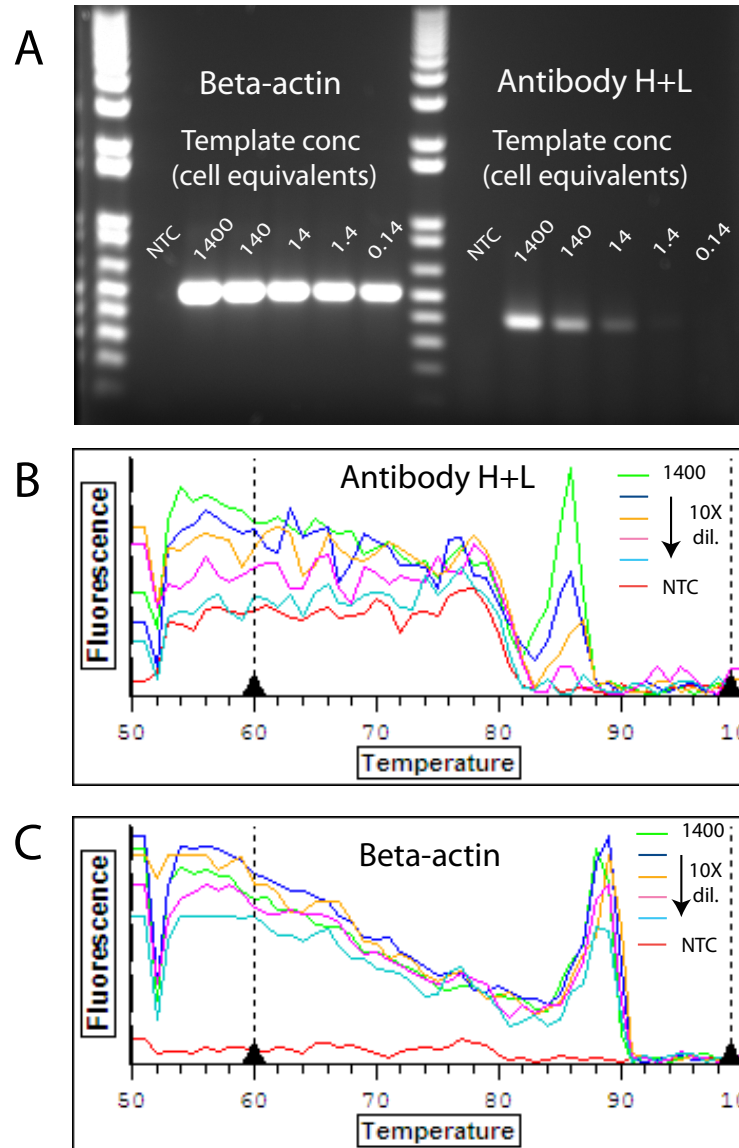 A
Beta-actin
Antibody H+L
Template conc
(cell equivalents)
Template conc
(cell equivalents)
NTC
1400
140
14
1.4
0.14
NTC
1400
140
14
1.4
0.14
B
Antibody H+L
Fluorescence
1400
10X
dil.
NTC
50 60 70 80 90 10
Temperature
C
Beta-actin
Fluorescence
1400
10X
dil.
NTC
50 60 70 80 90 10
Temperature